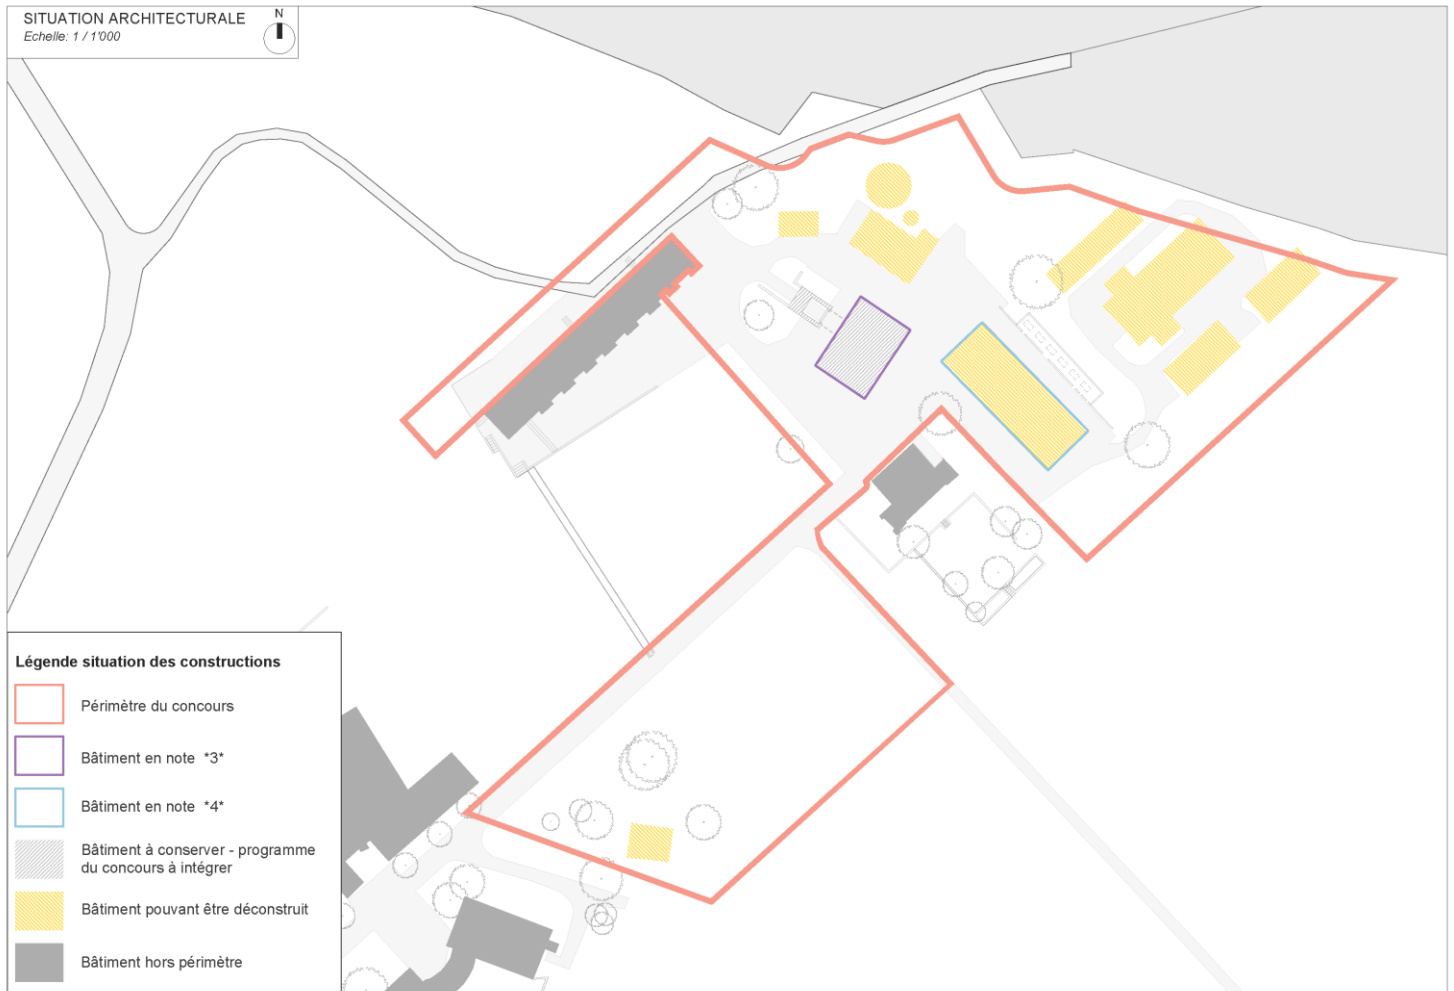 SITUATION ARCHITECTURALE
Echelle: 1 / 1'000
N
Légende situation des constructions
Périmètre du concours
Bâtiment en note *3*
Bâtiment en note *4*
Bâtiment à conserver - programme
du concours à intégrer
Bâtiment pouvant être déconstruit
Bâtiment hors périmètre